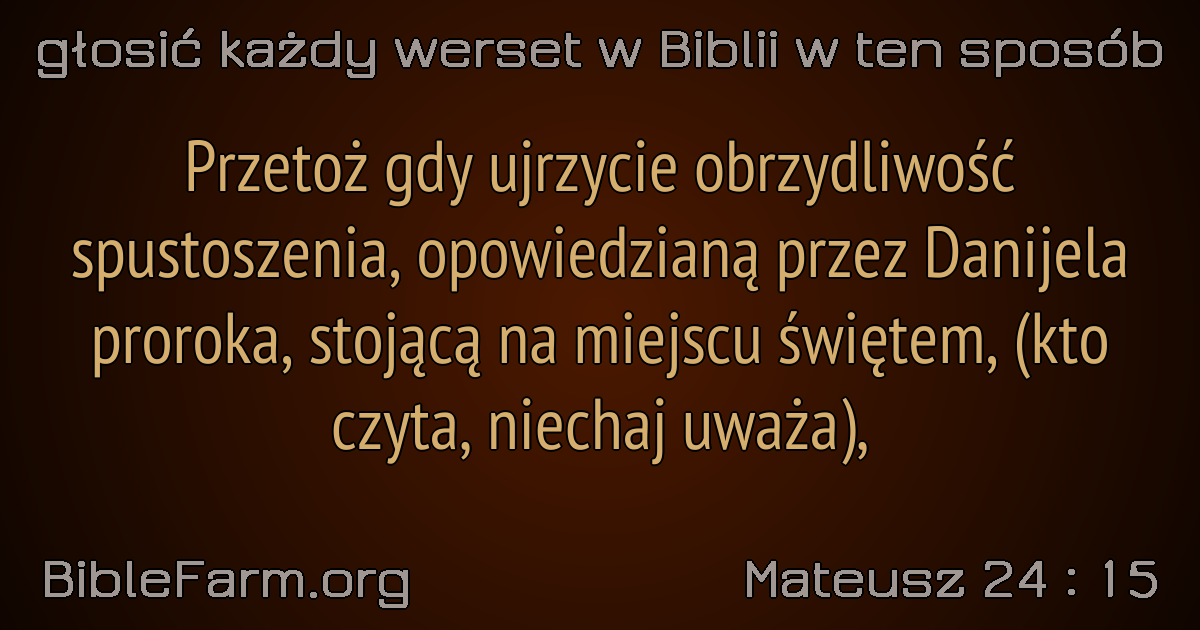 głosić każdy werset w Biblii w ten sposób
Przetoż gdy ujrzycie obrzydliwość
spustoszenia, opowiedzianą przez Danijela
proroka, stojącą na miejscu świętem, (kto
czyta, niechaj uważa),
BibleFarm.org
Mateusz 24 : 15